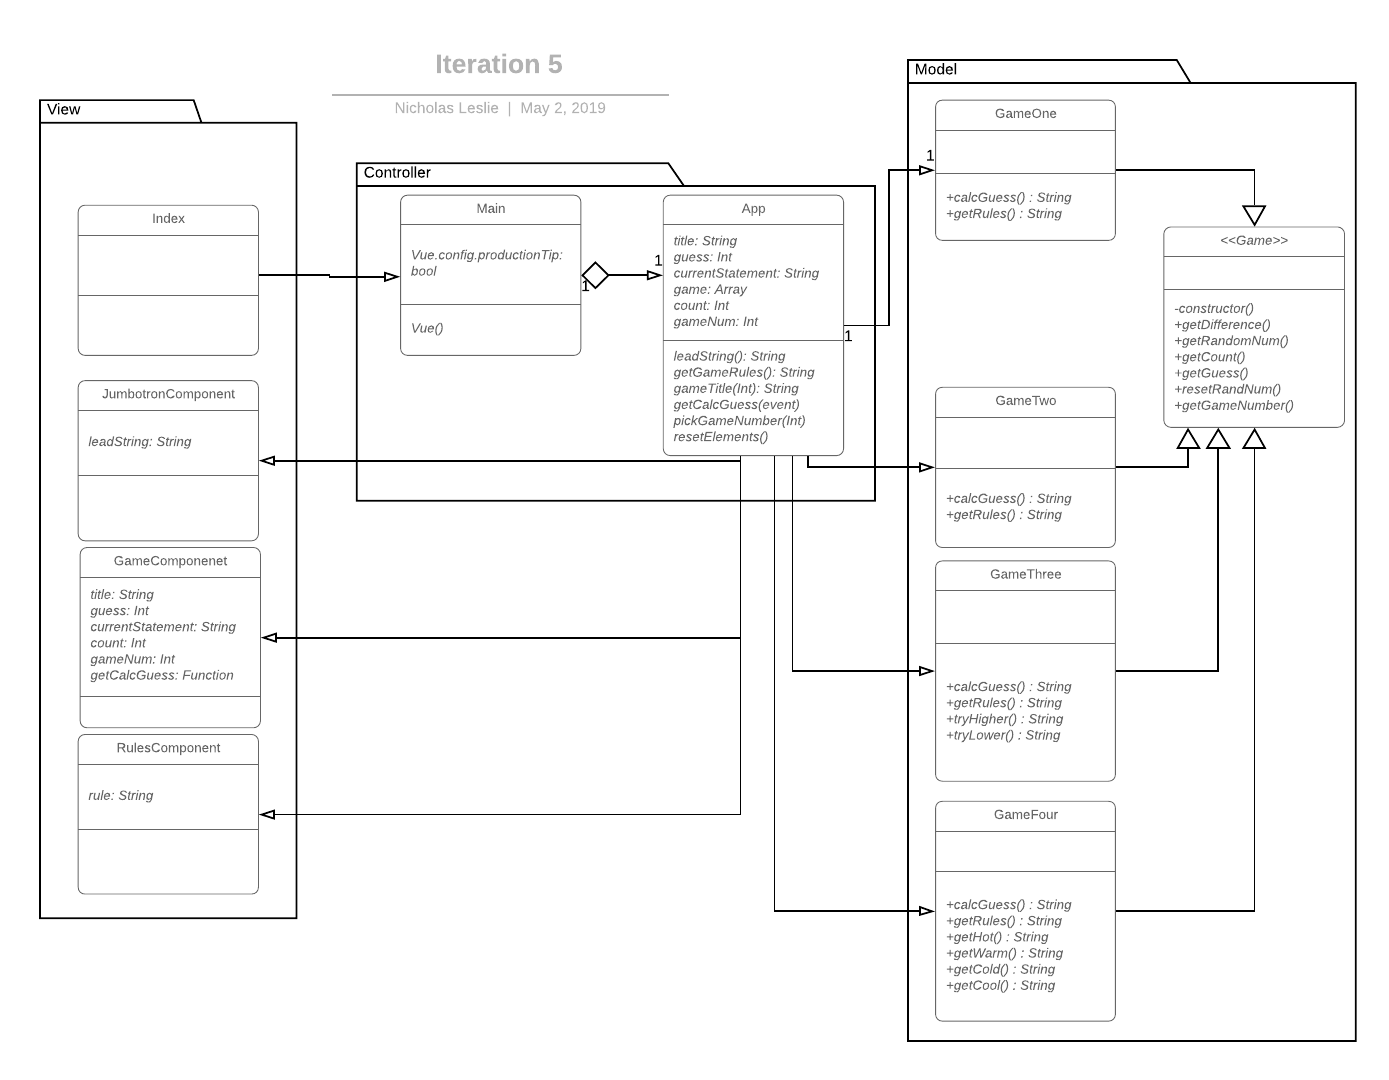 Iteration 5
Nicholas Leslie | May 2, 2019
View
Index
JumbotronComponent
leadString: String
GameComponenet
title: String
guess: Int
currentStatement: String
count: Int
gameNum: Int
getCalcGuess: Function
RulesComponent
rule: String
Controller
Main
Vue.config.productionTip:
bool
Vue()
1
1
App
title: String
guess: Int
currentStatement: String
game: Array
count: Int
gameNum: Int
leadString(): String
getGameRules(): String
gameTitle(Int): String
getCalcGuess(event)
pickGameNumber(Int)
resetElements()
1
1
Model
GameOne
+calcGuess() : String
+getRules() : String
<<Game>>
-constructor()
+getDifference()
+getRandomNum()
+getCount()
+getGuess()
+resetRandNum()
+getGameNumber()
GameTwo
+calcGuess() : String
+getRules() : String
GameThree
+calcGuess() : String
+getRules() : String
+tryHigher() : String
+tryLower() : String
GameFour
+calcGuess() : String
+getRules() : String
+getHot() : String
+getWarm() : String
+getCold() : String
+getCool() : String